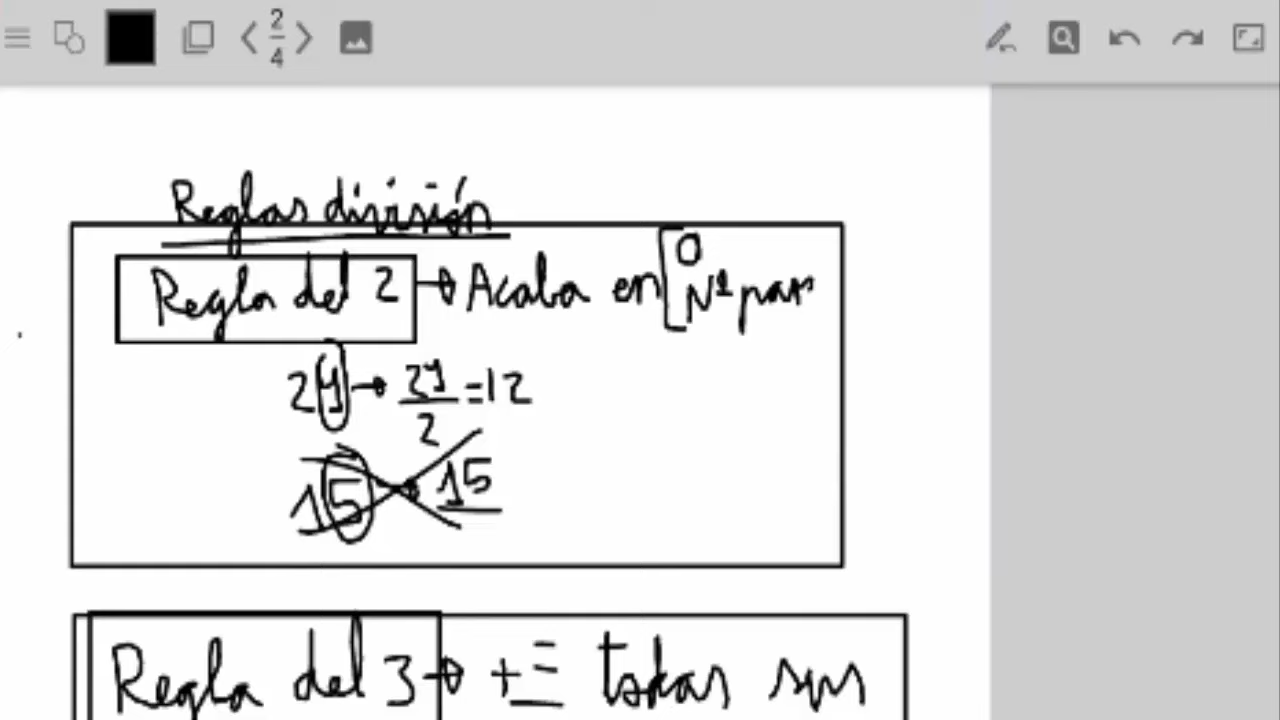 2
4
Reglas división
Regla del 2 → Acaba en [ 0
Nº par
24 → 24/2 = 12
15 → 15
Regla del 3 → + = todas sus